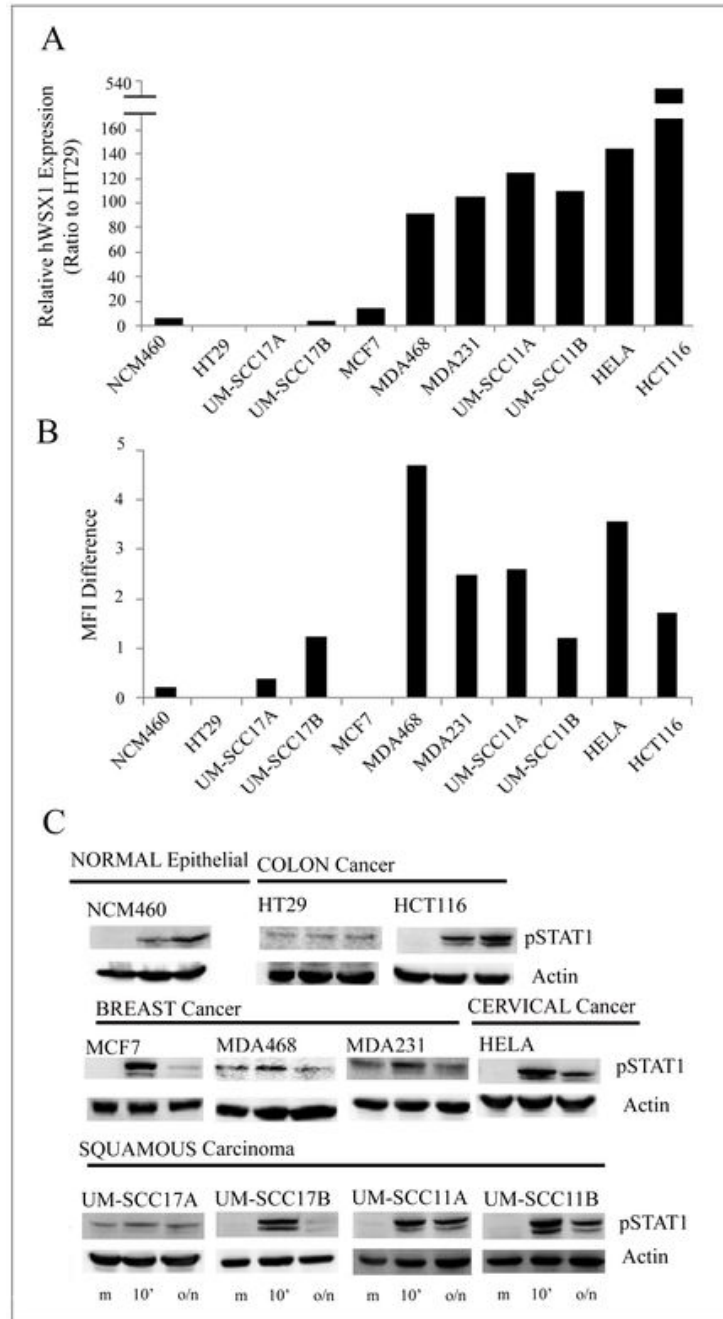 A
Relative hWSX1 Expression
(Ratio to HT29)
540
160
140
120
100
80
60
40
20
0
NCM460
HT29
UM-SCC17A
UM-SCC17B
MCF7
MDA468
MDA231
UM-SCC11A
UM-SCC11B
HELA
HCT116
B
MFI Difference
5
4
3
2
1
0
NCM460
HT29
UM-SCC17A
UM-SCC17B
MCF7
MDA468
MDA231
UM-SCC11A
UM-SCC11B
HELA
HCT116
C
NORMAL Epithelial COLON Cancer
NCM460 HT29 HCT116
pSTAT1
Actin
BREAST Cancer CERVICAL Cancer
MCF7 MDA468 MDA231 HELA
pSTAT1
Actin
SQUAMOUS Carcinoma
UM-SCC17A UM-SCC17B UM-SCC11A UM-SCC11B
pSTAT1
Actin
m 10' o/n m 10' o/n m 10' o/n m 10' o/n